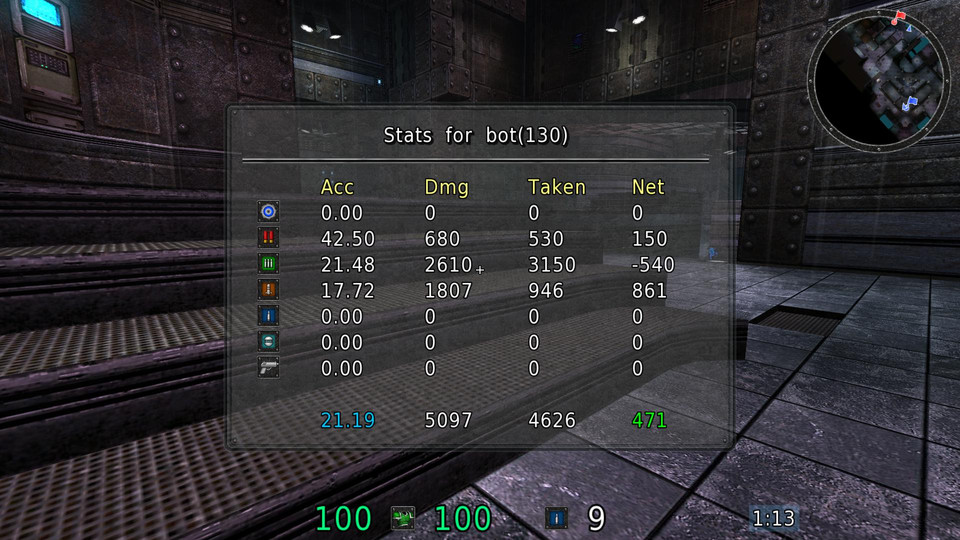 Stats for bot(130)
Acc Dmg Taken Net
0.00 0 0 0
42.50 680 530 150
21.48 2610 3150 -540
17.72 1807 946 861
0.00 0 0 0
0.00 0 0 0
0.00 0 0 0
21.19 5097 4626 471
100 100 9 1:13